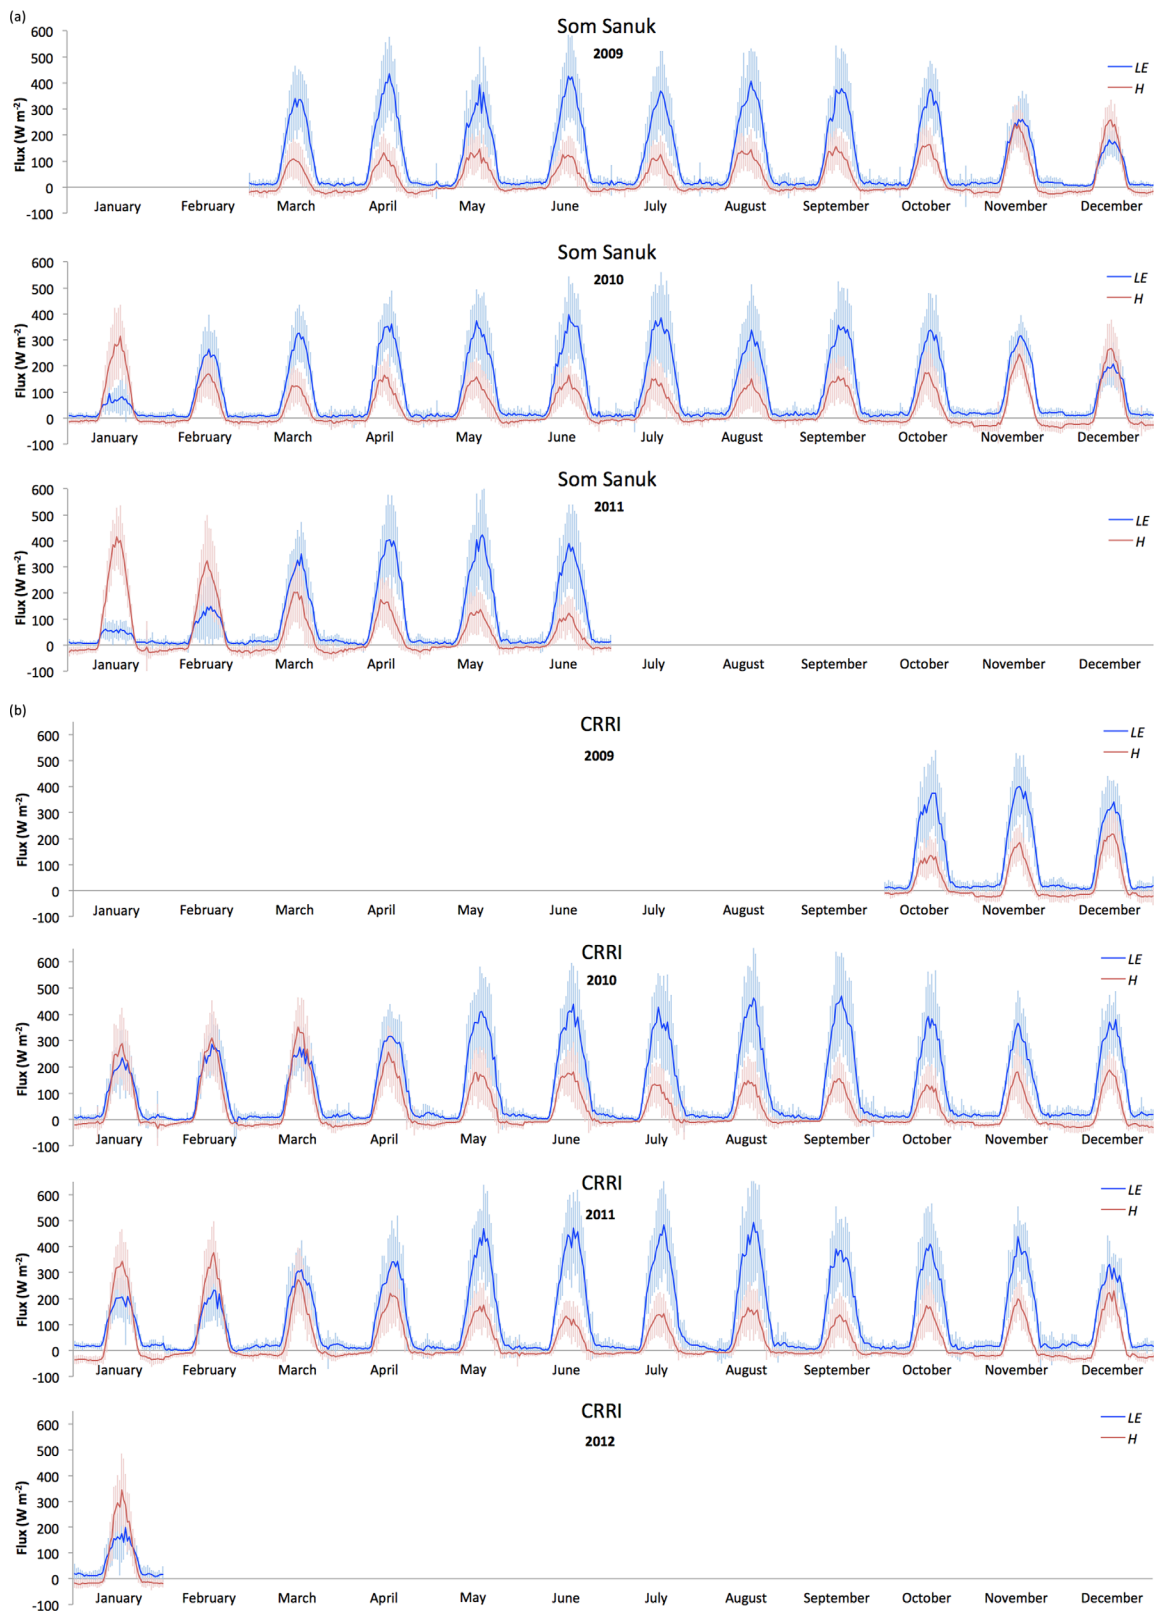 (a)
Som Sanuk
2009
LE
H
Flux (W m-2)
600
500
400
300
200
100
0
-100
January February March April May June July August September October November December
Som Sanuk
2010
LE
H
Flux (W m-2)
600
500
400
300
200
100
0
-100
January February March April May June July August September October November December
Som Sanuk
2011
LE
H
Flux (W m-2)
600
500
400
300
200
100
0
-100
January February March April May June July August September October November December
(b)
CRRI
2009
LE
H
Flux (W m-2)
600
500
400
300
200
100
0
-100
January February March April May June July August September October November December
CRRI
2010
LE
H
Flux (W m-2)
600
500
400
300
200
100
0
-100
January February March April May June July August September October November December
CRRI
2011
LE
H
Flux (W m-2)
600
500
400
300
200
100
0
-100
January February March April May June July August September October November December
CRRI
2012
LE
H
Flux (W m-2)
600
500
400
300
200
100
0
-100
January February March April May June July August September October November December